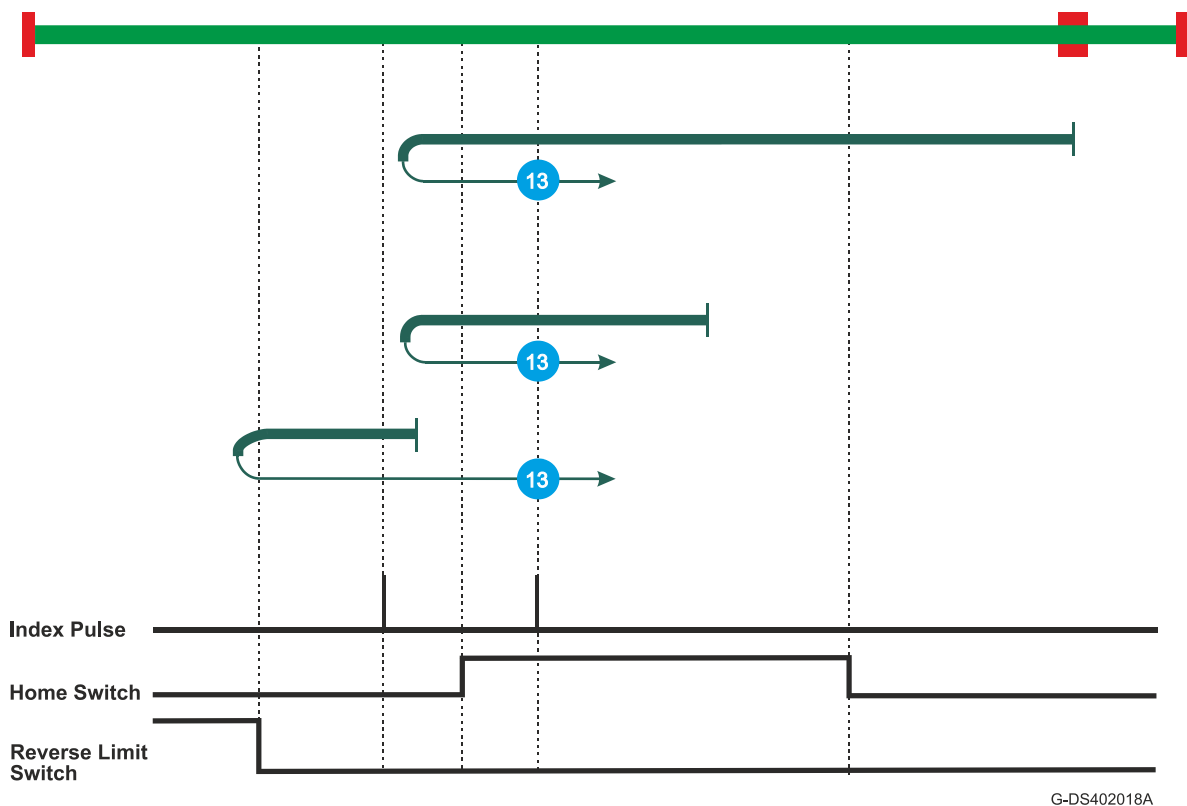 13
13
13
Index Pulse
Home Switch
Reverse Limit
Switch
G-DS402018A